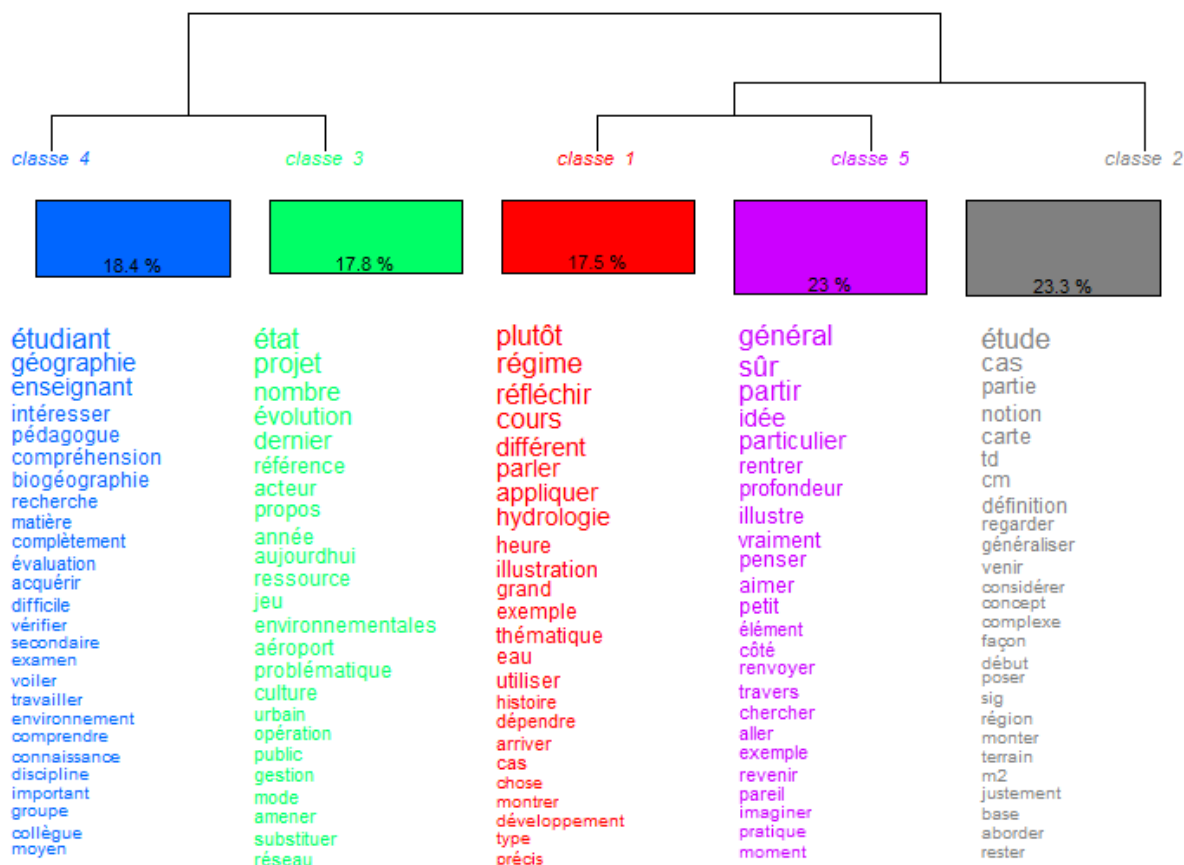 classe 4
classe 3
classe 1
classe 5
classe 2
18.4 %
17.8 %
17.5 %
23 %
23.3 %
étudiant
géographie
enseignant
intéresser
pédagogue
compréhension
biogéographie
recherche
matière
complètement
évaluation
acquérir
difficile
vérifier
secondaire
examen
voiler
travailler
environnement
comprendre
connaissance
discipline
important
groupe
collègue
moyen
état
projet
nombre
évolution
dernier
référence
acteur
propos
année
aujourdhui
ressource
jeu
environnementales
aéroport
problématique
culture
urbain
opération
public
gestion
mode
amener
substituer
réseau
plutôt
régime
réfléchir
cours
différent
parler
appliquer
hydrologie
heure
illustration
grand
exemple
thématique
eau
utiliser
histoire
dépendre
arriver
cas
chose
montrer
développement
type
précis
général
sûr
partir
idée
particulier
rentrer
profondeur
illustre
vraiment
penser
aimer
petit
élément
côté
renvoyer
travers
chercher
aller
exemple
revenir
pareil
imaginer
pratique
moment
étude
cas
partie
notion
carte
td
cm
définition
regarder
généraliser
venir
considérer
concept
complexe
façon
début
poser
sig
région
monter
terrain
m2
justement
base
aborder
rester